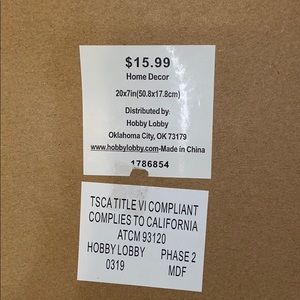 $15.99
Home Decor
20x7in(50.8x17.8cm)
Distributed by:
Hobby Lobby
Oklahoma City, OK 73179
www.hobbylobby.com-Made in China
1786854
TSCA TITLE VI COMPLIANT
COMPLIES TO CALIFORNIA
ATCM 93120
HOBBY LOBBY PHASE 2
0319 MDF